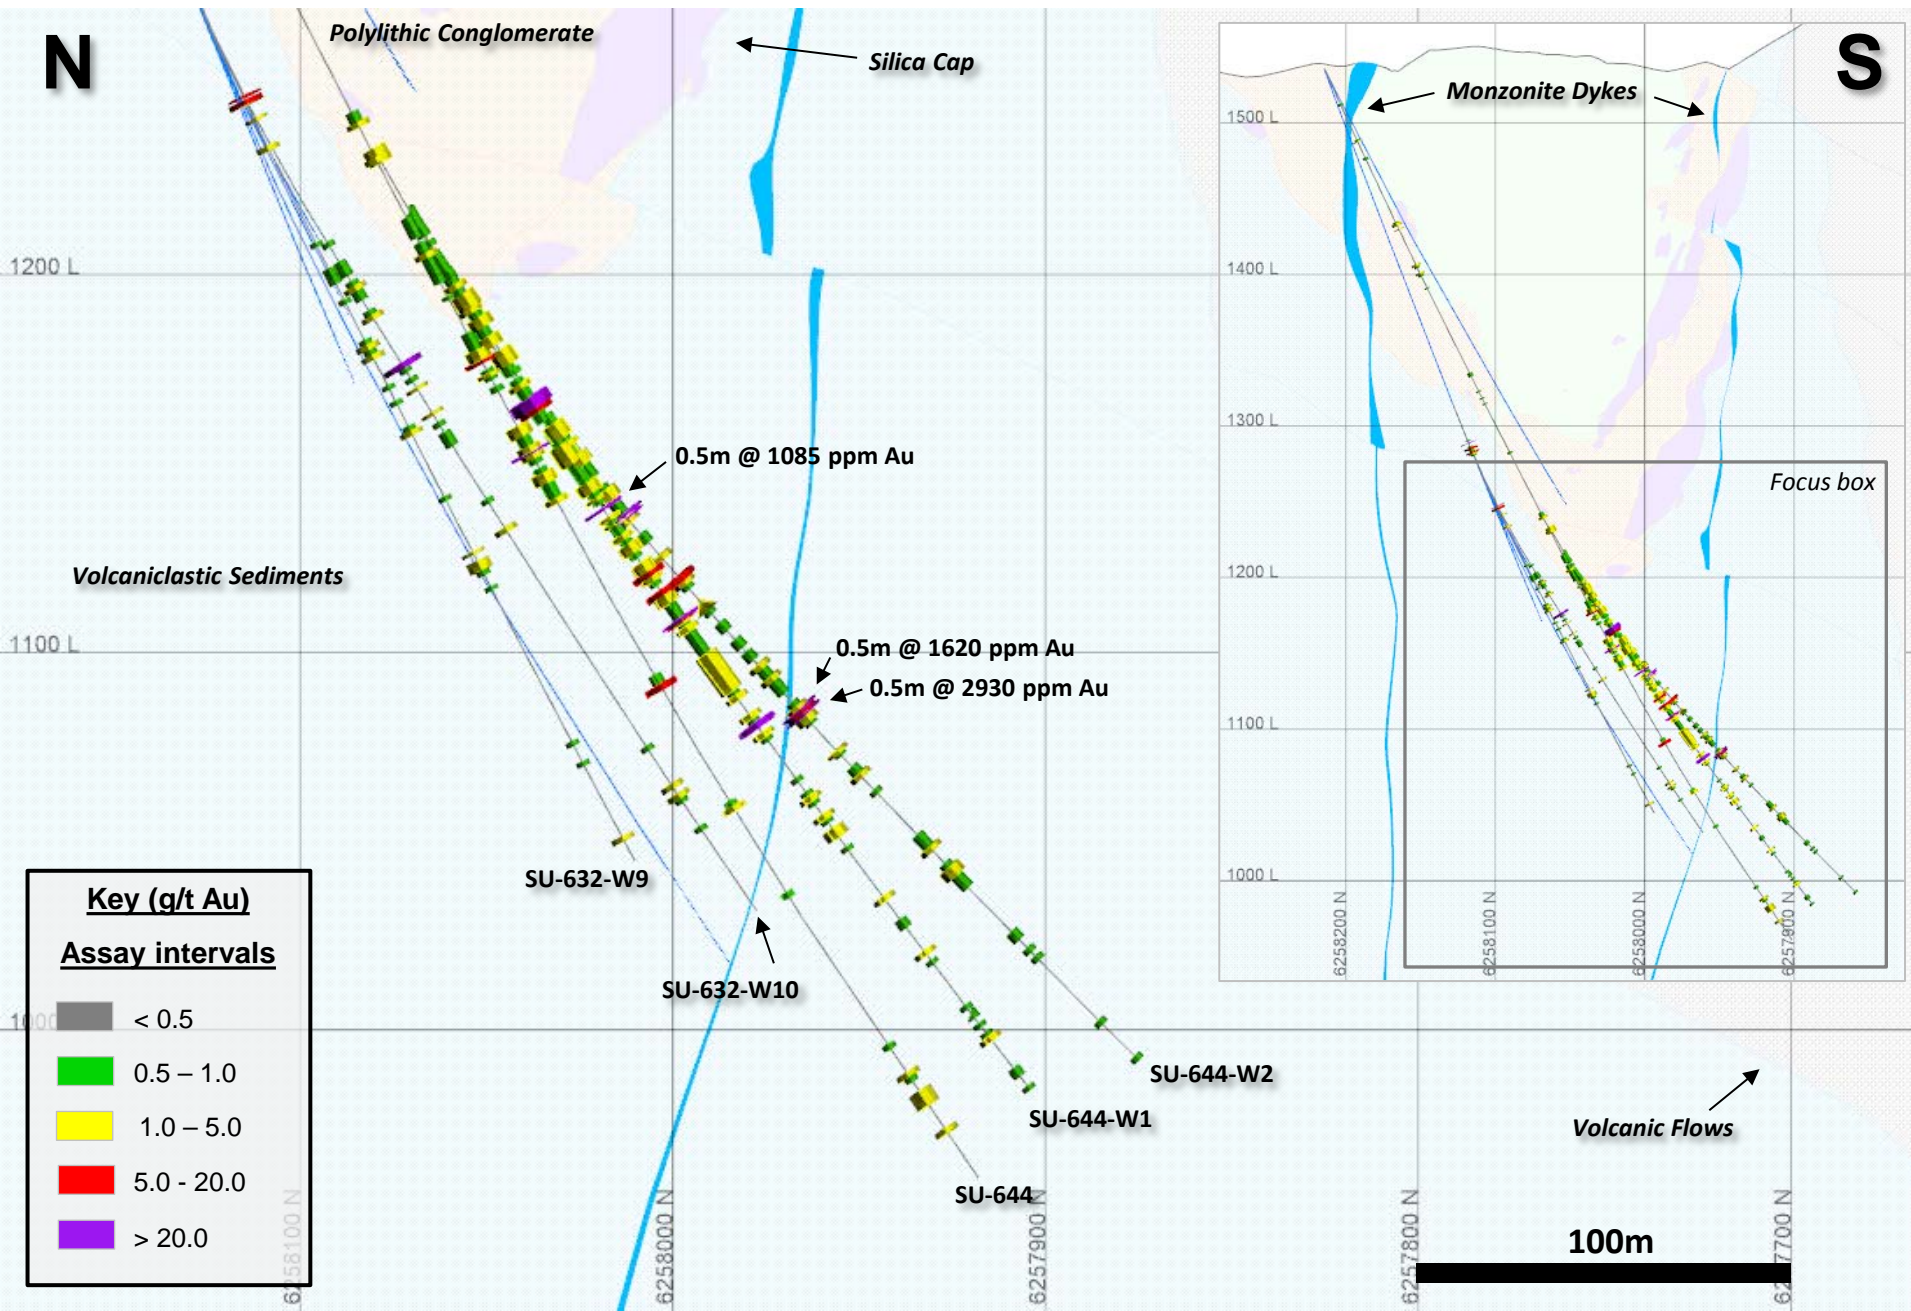 N
Polylithic Conglomerate
Silica Cap
S
Monzonite Dykes
1500 L
1400 L
1300 L
Focus box
1200 L
1100 L
1000 L
6258200 N
6258100 N
6258000 N
6257900 N
1200 L
0.5m @ 1085 ppm Au
Volcaniclastic Sediments
1100 L
0.5m @ 1620 ppm Au
0.5m @ 2930 ppm Au
SU-632-W9
SU-632-W10
SU-644-W2
SU-644-W1
SU-644
Volcanic Flows
Key (g/t Au)
Assay intervals
< 0.5
1000
0.5 – 1.0
1.0 – 5.0
5.0 - 20.0
> 20.0
6258100 N
6258000 N
6257900 N
6257800 N
6257700 N
100m